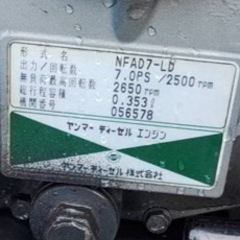 形式名 NFAD7-LD
出力/回転数 7.0PS/2500rpm
無負荷最高回転数 2650rpm
総行程容積 0.353l
機関番号 056578
ヤンマー ディーゼル エンジン
ヤンマーディーゼル株式会社